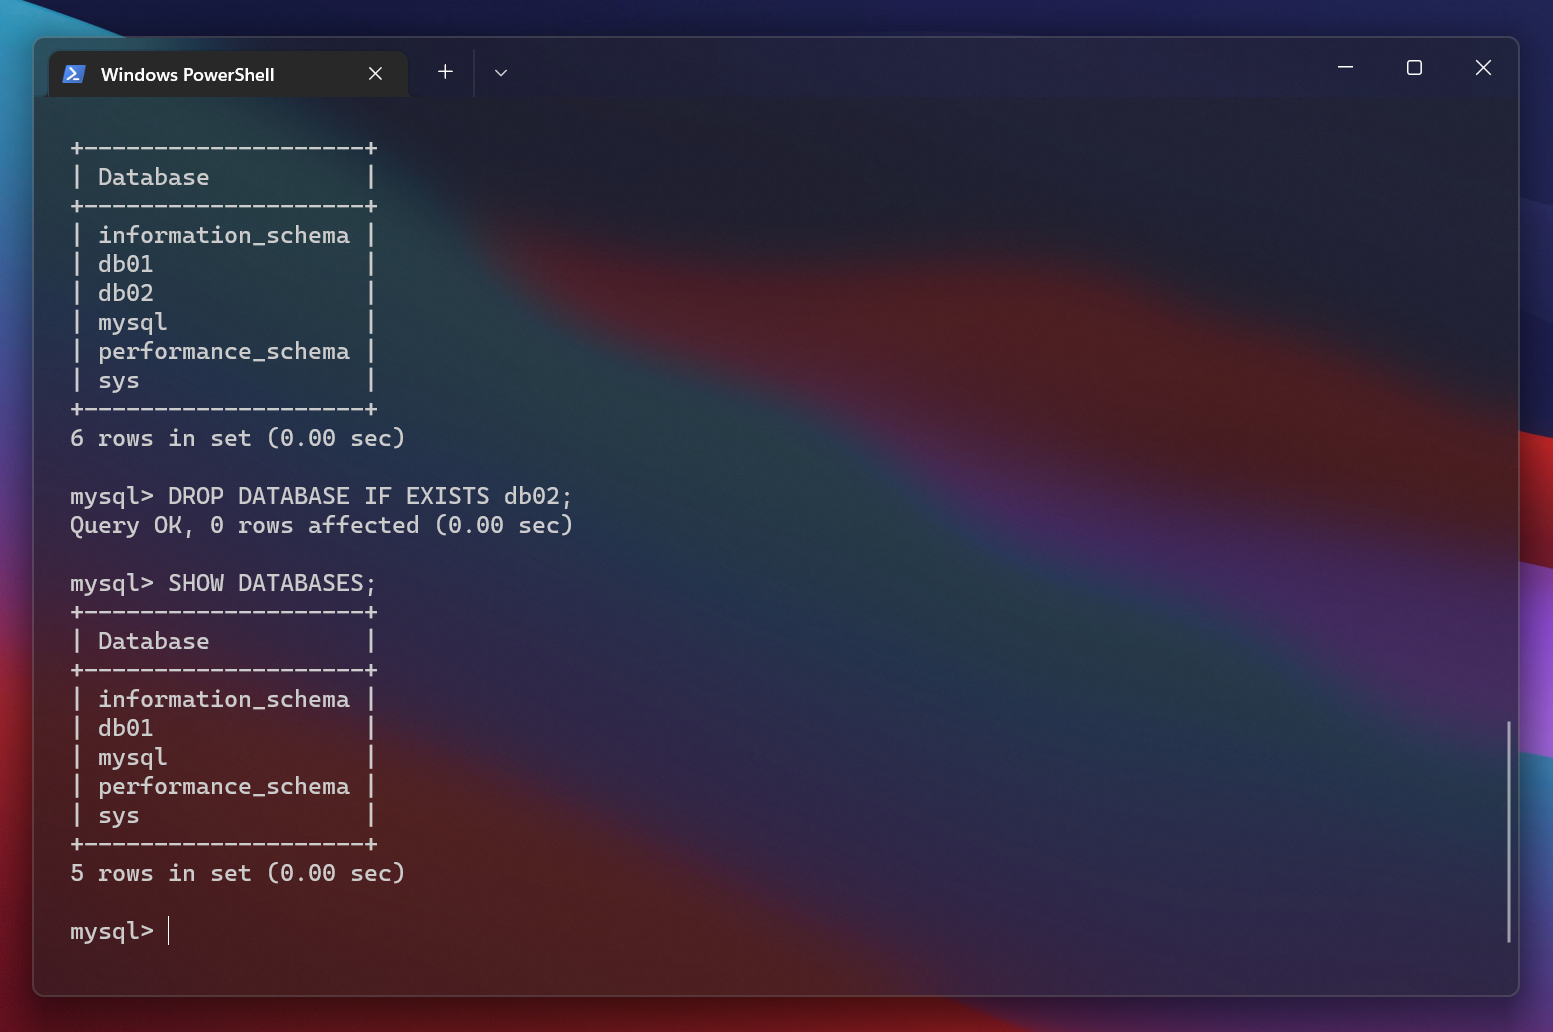 Windows PowerShell
+--------------------+
| Database           |
+--------------------+
| information_schema |
| db01               |
| db02               |
| mysql              |
| performance_schema |
| sys                |
+--------------------+
6 rows in set (0.00 sec)
mysql> DROP DATABASE IF EXISTS db02;
Query OK, 0 rows affected (0.00 sec)
mysql> SHOW DATABASES;
+--------------------+
| Database           |
+--------------------+
| information_schema |
| db01               |
| mysql              |
| performance_schema |
| sys                |
+--------------------+
5 rows in set (0.00 sec)
mysql>